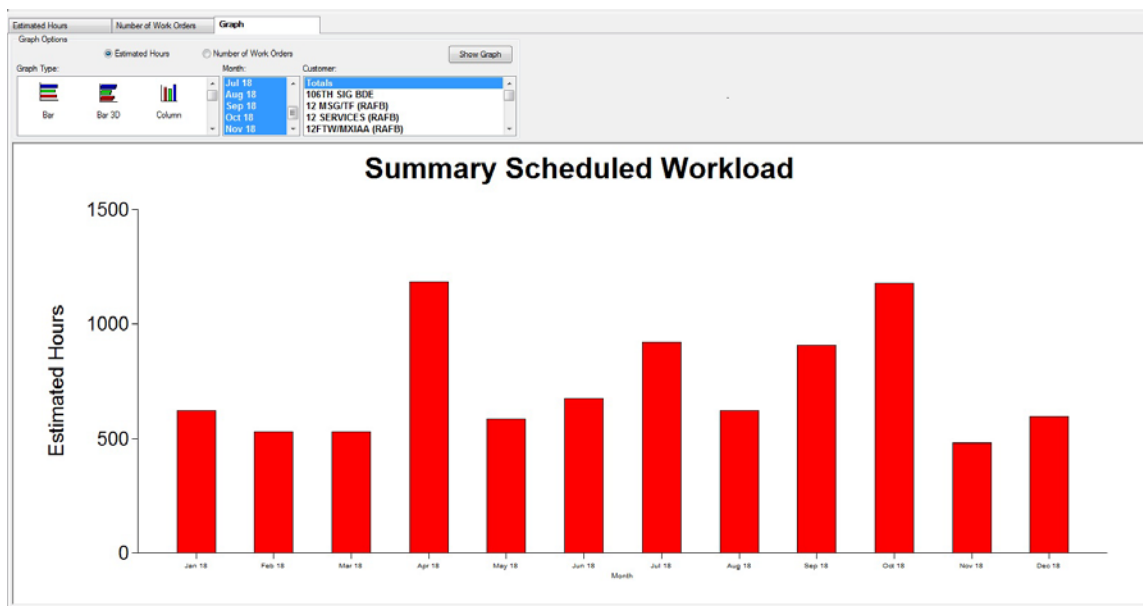 Estimated Hours Number of Work Orders Graph
Graph Options
Estimated Hours Number of Work Orders Show Graph
Graph Type: Month: Customer:
Bar Bar 3D Column
Jul 18
Aug 18
Sep 18
Oct 18
Nov 18
Totals
106TH SIG BDE
12 MSG/TF (RAFB)
12 SERVICES (RAFB)
12FTW/MXIAA (RAFB)
Summary Scheduled Workload
1500
1000
500
0
Estimated Hours
Jan 18 Feb 18 Mar 18 Apr 18 May 18 Jun 18 Jul 18 Aug 18 Sep 18 Oct 18 Nov 18 Dec 18
Month